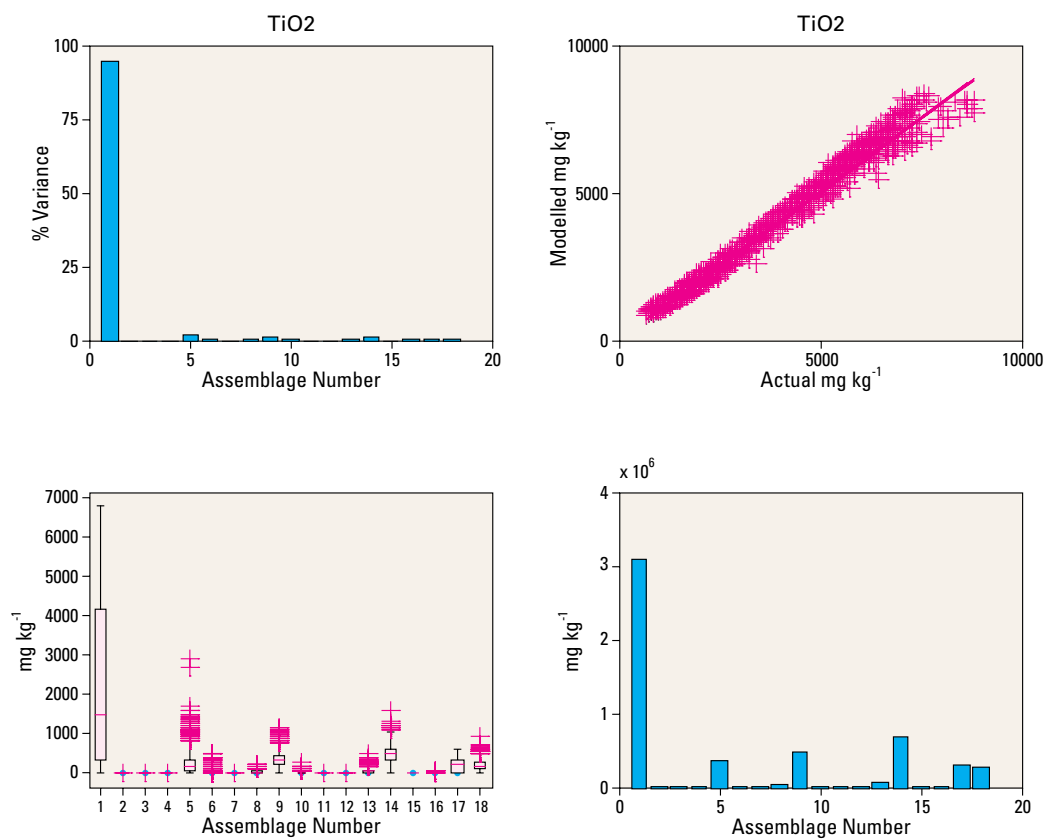 TiO2
100
75
50
25
0
% Variance
0 5 10 15 20
Assemblage Number
TiO2
10000
5000
0
Modelled mg kg-1
0 5000 10000
Actual mg kg-1
7000
6000
5000
4000
3000
2000
1000
0
mg kg-1
1 2 3 4 5 6 7 8 9 10 11 12 13 14 15 16 17 18
Assemblage Number
x 10^6
4
3
2
1
0
mg kg-1
0 5 10 15 20
Assemblage Number